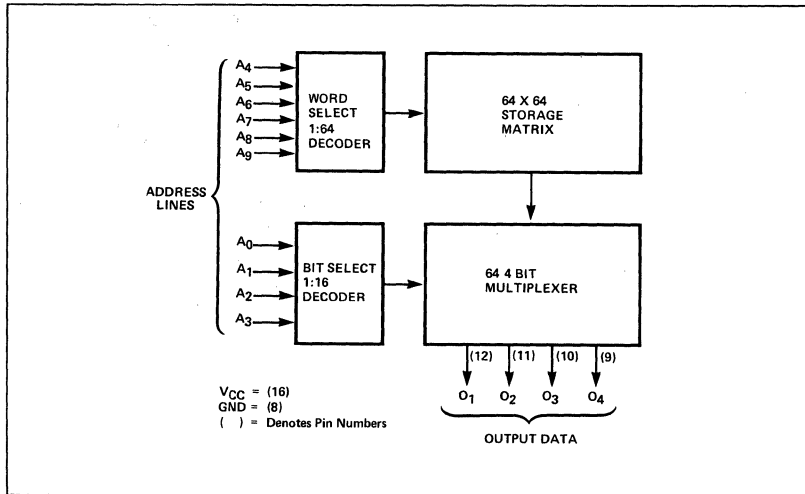 A4
A5
A6
A7
A8
A9
WORD
SELECT
1:64
DECODER
64 X 64
STORAGE
MATRIX
ADDRESS
LINES
A0
A1
A2
A3
BIT SELECT
1:16
DECODER
64 4 BIT
MULTIPLEXER
(12) (11) (10) (9)
O1 O2 O3 O4
OUTPUT DATA
VCC = (16)
GND = (8)
( ) = Denotes Pin Numbers